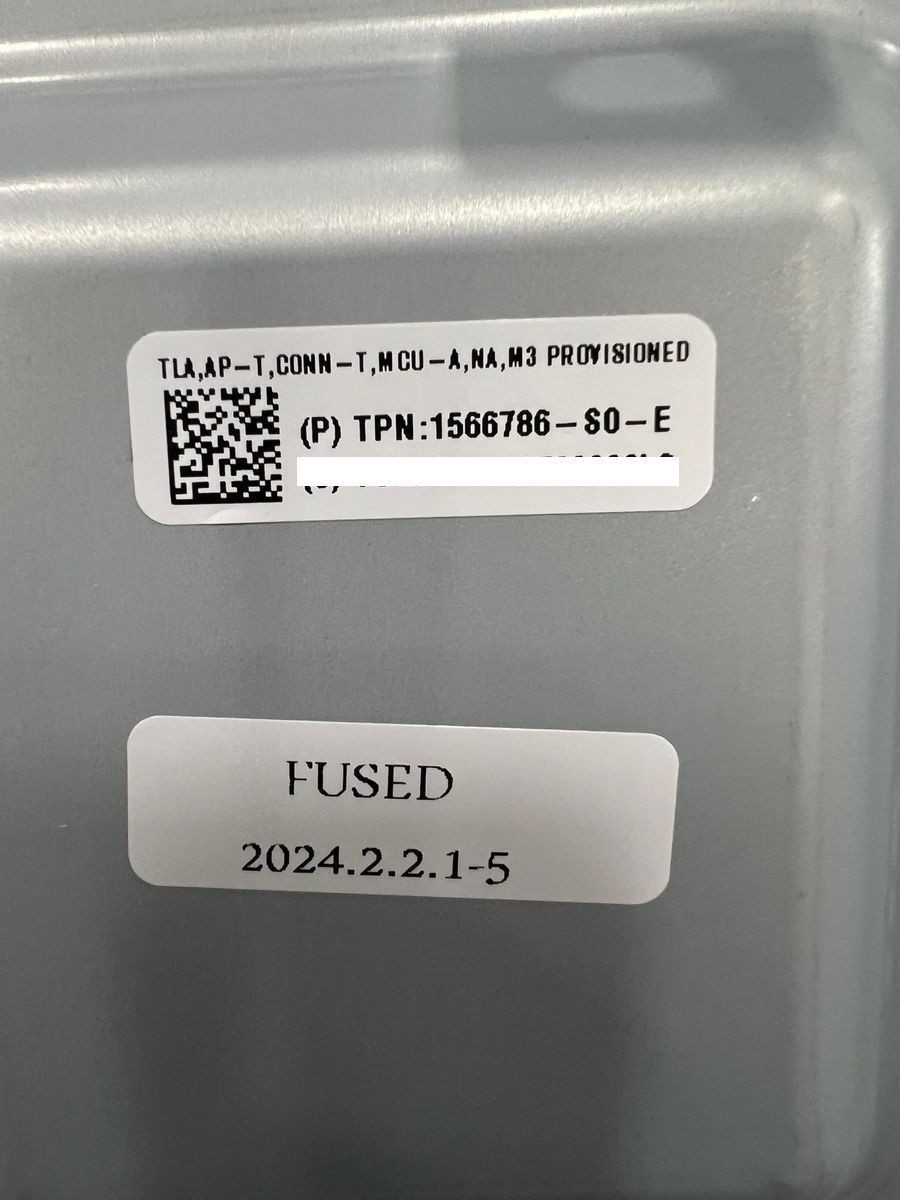 TLA,AP-T,CONN-T,MCU-A,NA,M3 PROVISIONED
(P) TPN:1566786-S0-E
FUSED
2024.2.2.1-5